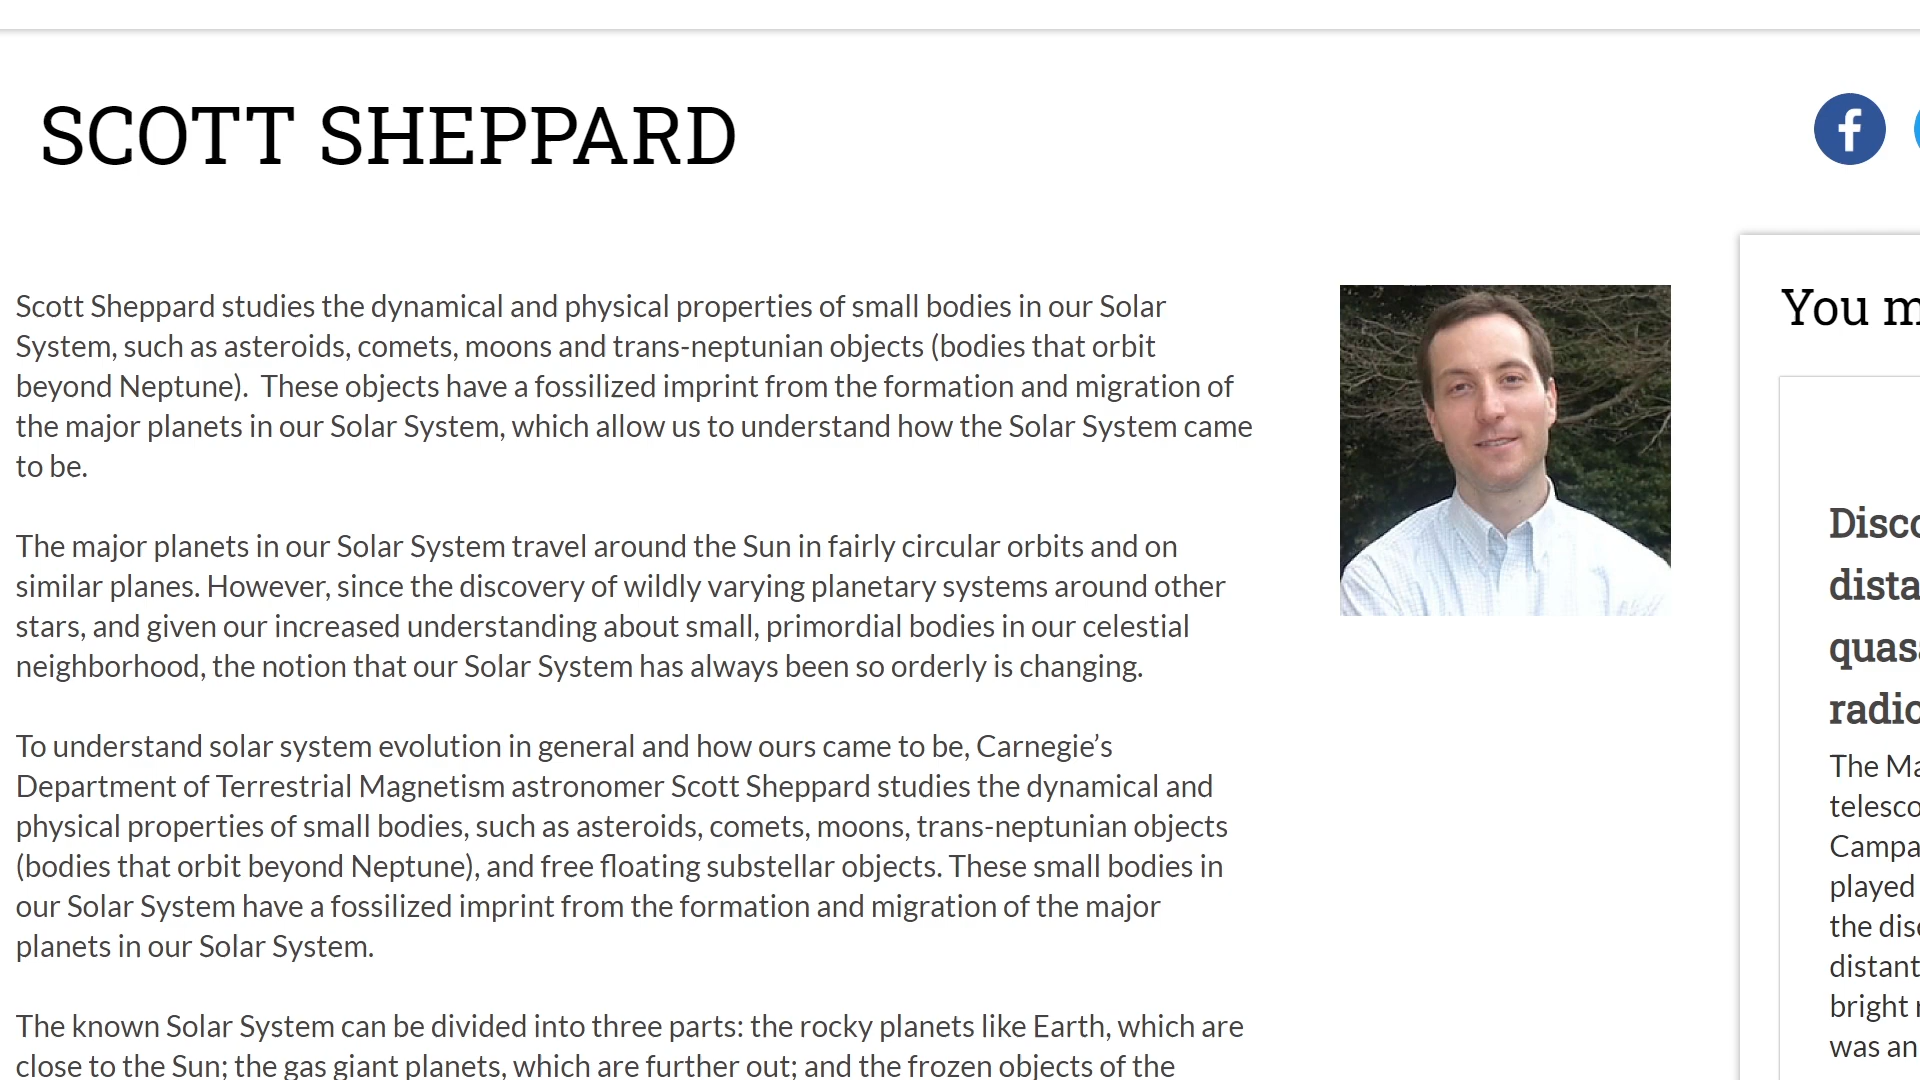 SCOTT SHEPPARD
f
Scott Sheppard studies the dynamical and physical properties of small bodies in our Solar
System, such as asteroids, comets, moons and trans-neptunian objects (bodies that orbit
beyond Neptune).  These objects have a fossilized imprint from the formation and migration of
the major planets in our Solar System, which allow us to understand how the Solar System came
to be.
The major planets in our Solar System travel around the Sun in fairly circular orbits and on
similar planes. However, since the discovery of wildly varying planetary systems around other
stars, and given our increased understanding about small, primordial bodies in our celestial
neighborhood, the notion that our Solar System has always been so orderly is changing.
To understand solar system evolution in general and how ours came to be, Carnegie’s
Department of Terrestrial Magnetism astronomer Scott Sheppard studies the dynamical and
physical properties of small bodies, such as asteroids, comets, moons, trans-neptunian objects
(bodies that orbit beyond Neptune), and free floating substellar objects. These small bodies in
our Solar System have a fossilized imprint from the formation and migration of the major
planets in our Solar System.
The known Solar System can be divided into three parts: the rocky planets like Earth, which are
close to the Sun; the gas giant planets, which are further out; and the frozen objects of the
You
The
played
the
distant
bright
was an